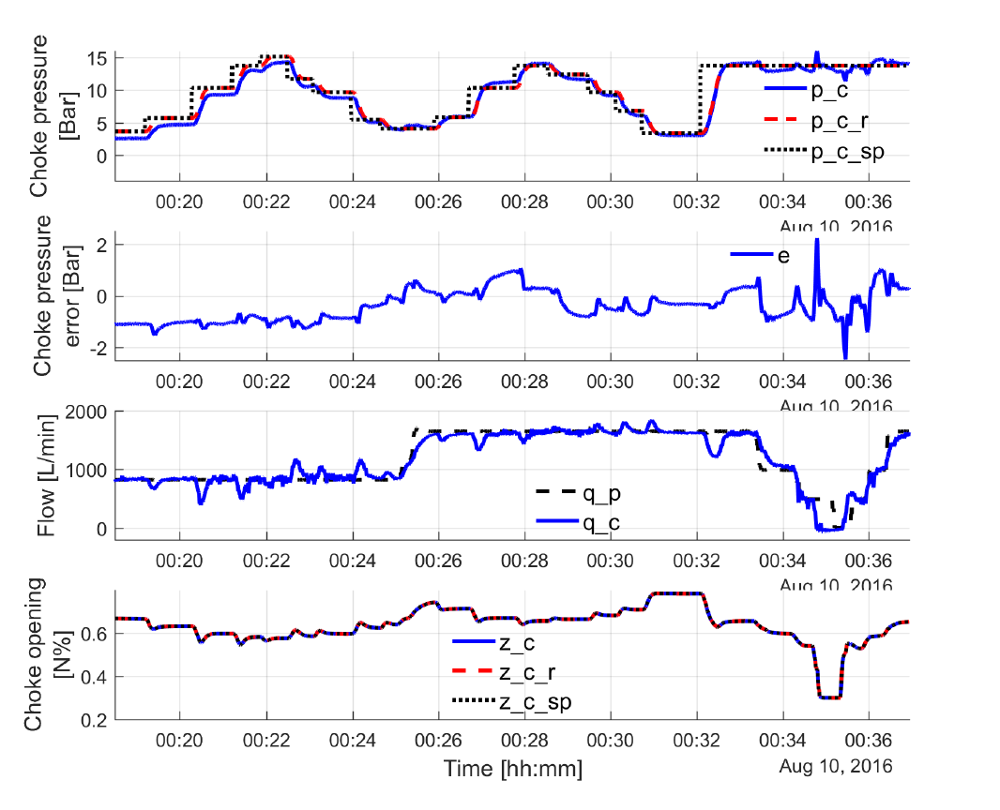 Choke pressure
[Bar]
15
10
5
0
p_c
p_c_r
p_c_sp
00:20 00:22 00:24 00:26 00:28 00:30 00:32 00:34 00:36
Aug 10, 2016
Choke pressure
error [Bar]
2
0
-2
e
00:20 00:22 00:24 00:26 00:28 00:30 00:32 00:34 00:36
Aug 10, 2016
Flow [L/min]
2000
1000
0
q_p
q_c
00:20 00:22 00:24 00:26 00:28 00:30 00:32 00:34 00:36
Aug 10, 2016
Choke opening
[N%]
0.6
0.4
0.2
z_c
z_c_r
z_c_sp
00:20 00:22 00:24 00:26 00:28 00:30 00:32 00:34 00:36
Time [hh:mm]
Aug 10, 2016